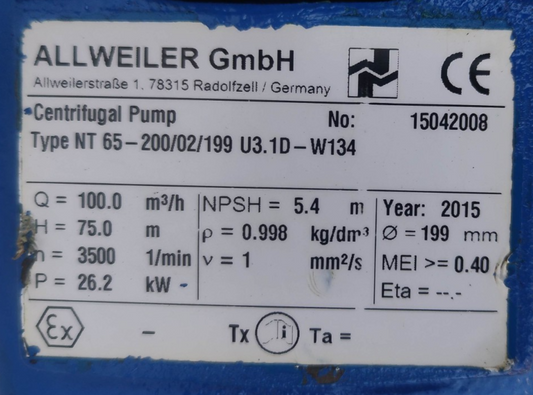 ALLWEILER GmbH
Allweilerstraße 1, 78315 Radolfzell / Germany
CE
Centrifugal Pump No: 15042008
Type NT 65-200/02/199 U3.1D-W134
Q = 100.0 m³/h NPSH = 5.4 m Year: 2015
H = 75.0 m ρ = 0.998 kg/dm³ Ø = 199 mm
n = 3500 1/min ν = 1 mm²/s MEI >= 0.40
P = 26.2 kW Eta = --.-
Ex - Tx i Ta =